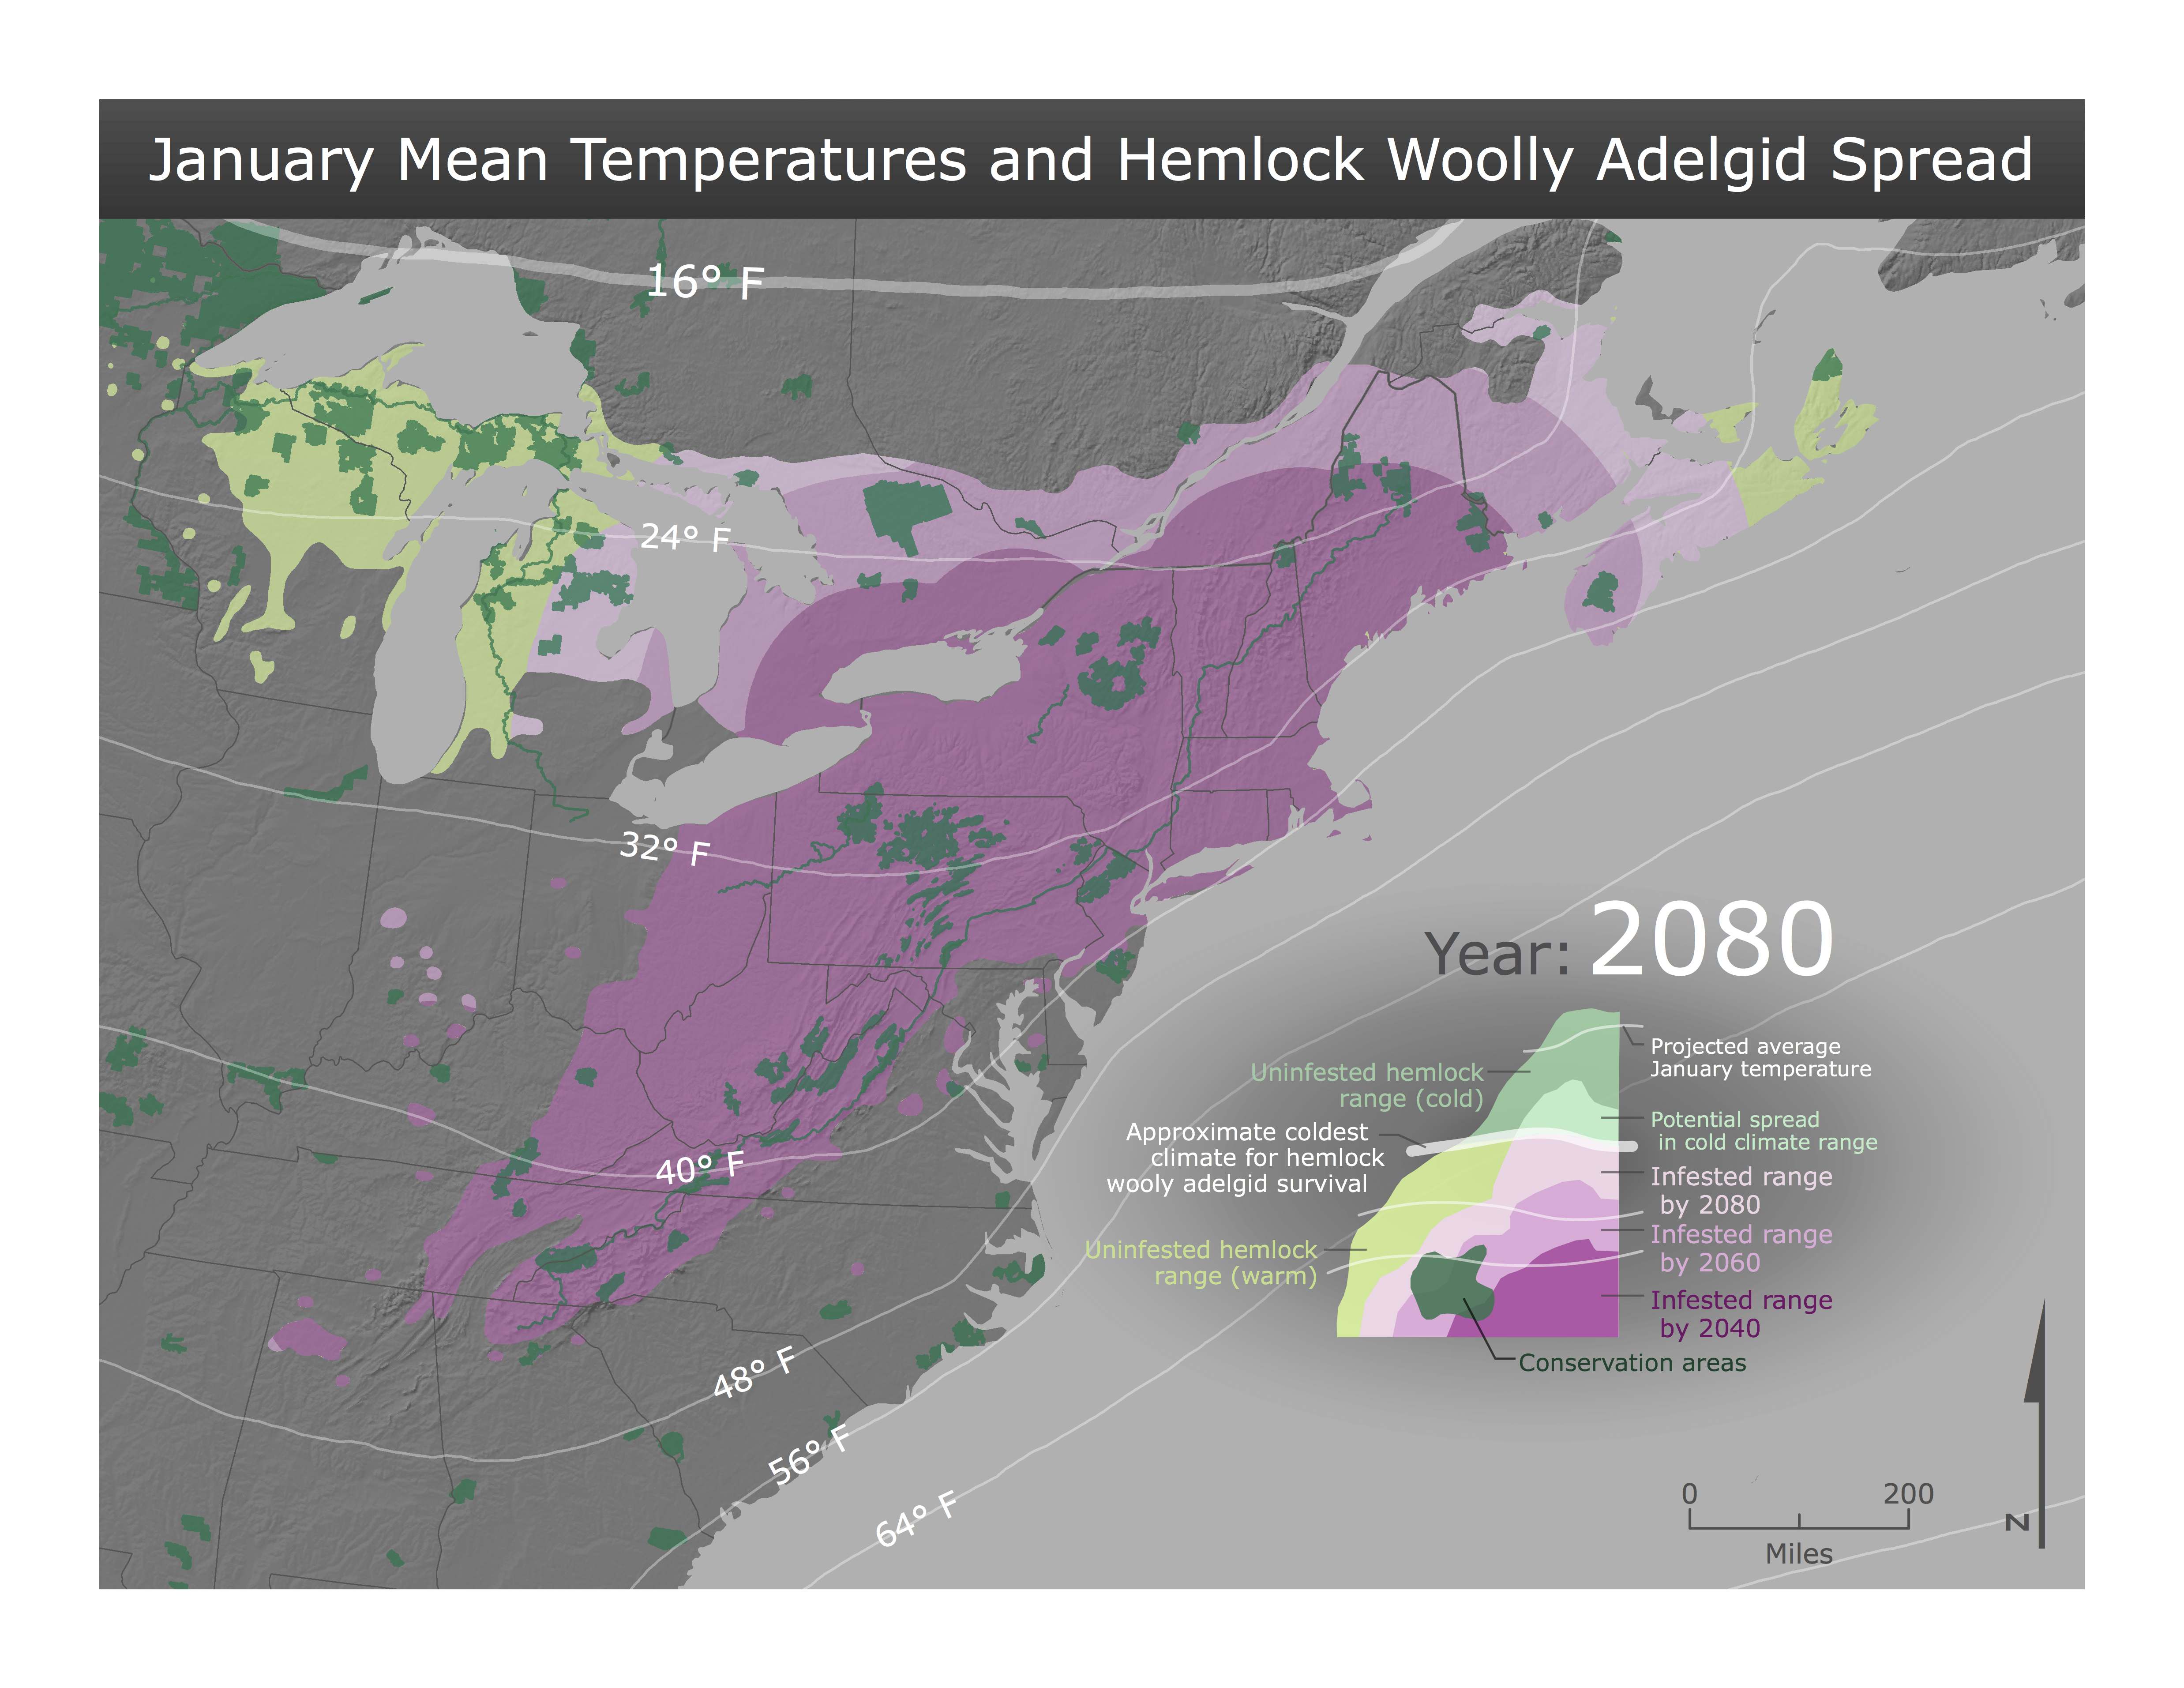 January Mean Temperatures and Hemlock Woolly Adelgid Spread
16° F
24° F
32° F
40° F
48° F
56° F
64° F
Year: 2080
Projected average
January temperature
Uninfested hemlock
range (cold)
Potential spread
in cold climate range
Approximate coldest
climate for hemlock
wooly adelgid survival
Infested range
by 2080
Infested range
by 2060
Uninfested hemlock
range (warm)
Infested range
by 2040
Conservation areas
0 200
Miles
N